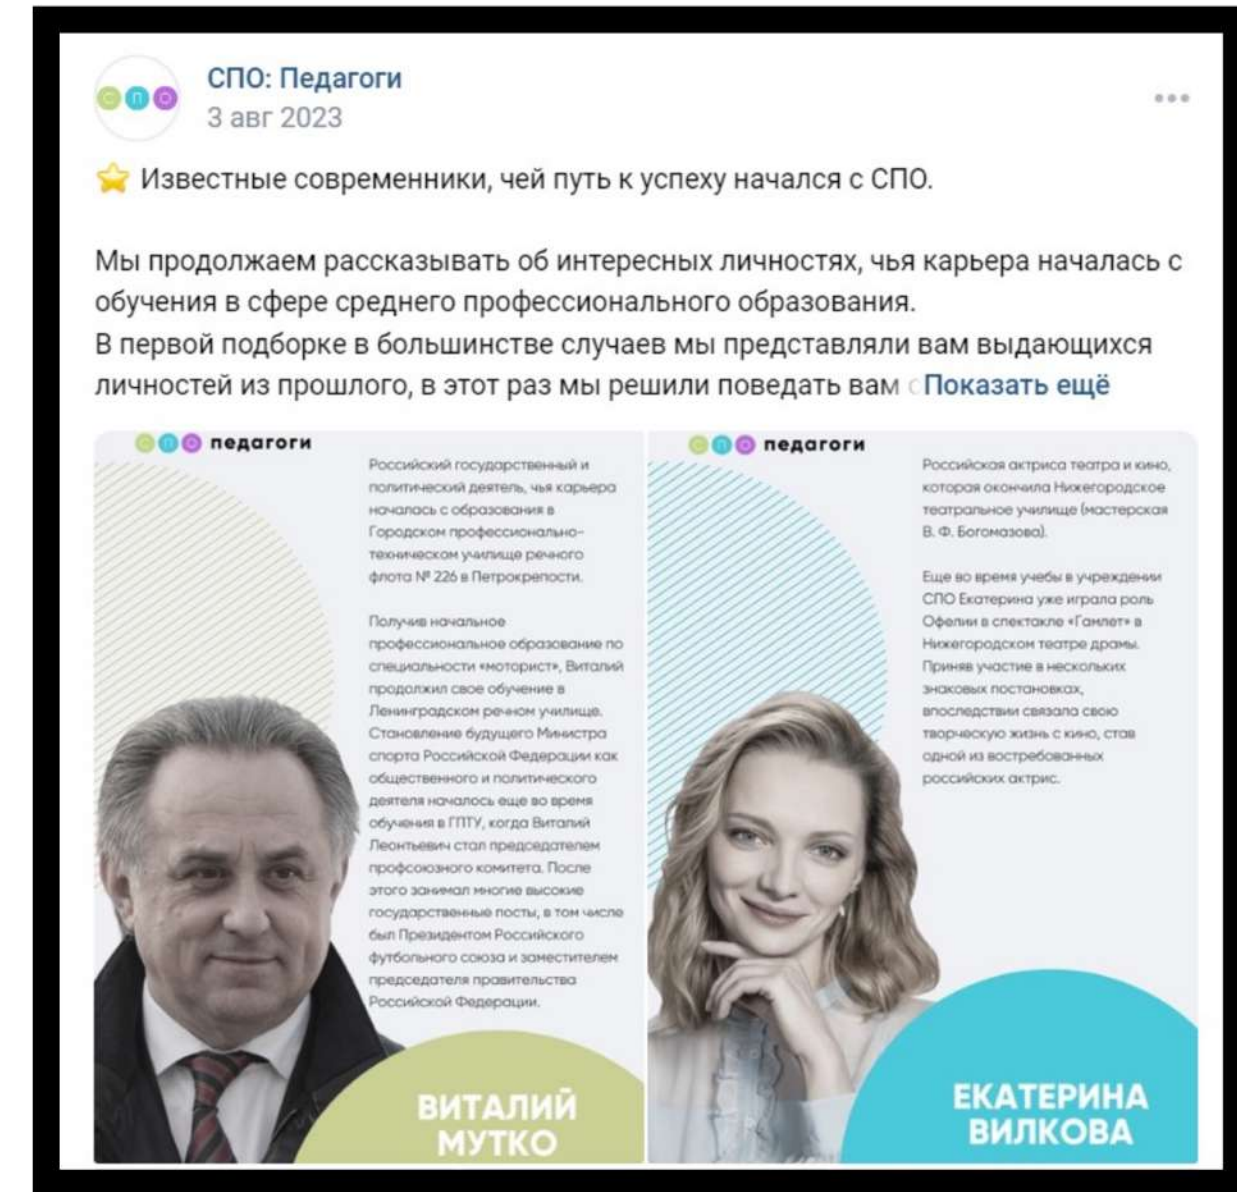 СПО: Педагоги
3 авг 2023
Известные современники, чей путь к успеху начался с СПО.
Мы продолжаем рассказывать об интересных личностях, чья карьера началась с
обучения в сфере среднего профессионального образования.
В первой подборке в большинстве случаев мы представляли вам выдающихся
личностей из прошлого, в этот раз мы решили поведать вам Показать ещё
СПО педагоги
Российский государственный и
политический деятель, чья карьера
началась с образования в
Городском профессионально-
техническом училище речного
флота № 226 в Петрокрепости.
Получив начальное
профессиональное образование по
специальности «моторист», Виталий
продолжил свое обучение в
Ленинградском речном училище.
Становление будущего Министра
спорта Российской Федерации как
общественного и политического
деятеля началось еще во время
обучения в ГПТУ, когда Виталий
Леонтьевич стал председателем
профсоюзного комитета. После
этого занимал многие высокие
государственные посты, в том числе
был Президентом Российского
футбольного союза и заместителем
председателя правительства
Российской Федерации.
ВИТАЛИЙ
МУТКО
СПО педагоги
Российская актриса театра и кино,
которая окончила Нижегородское
театральное училище (мастерская
В. Ф. Богомазова).
Еще во время учебы в учреждении
СПО Екатерина уже играла роль
Офелии в спектакле «Гамлет» в
Нижегородском театре драмы.
Приняв участие в нескольких
знаковых постановках,
впоследствии связала свою
творческую жизнь с кино, став
одной из востребованных
российских актрис.
ЕКАТЕРИНА
ВИЛКОВА